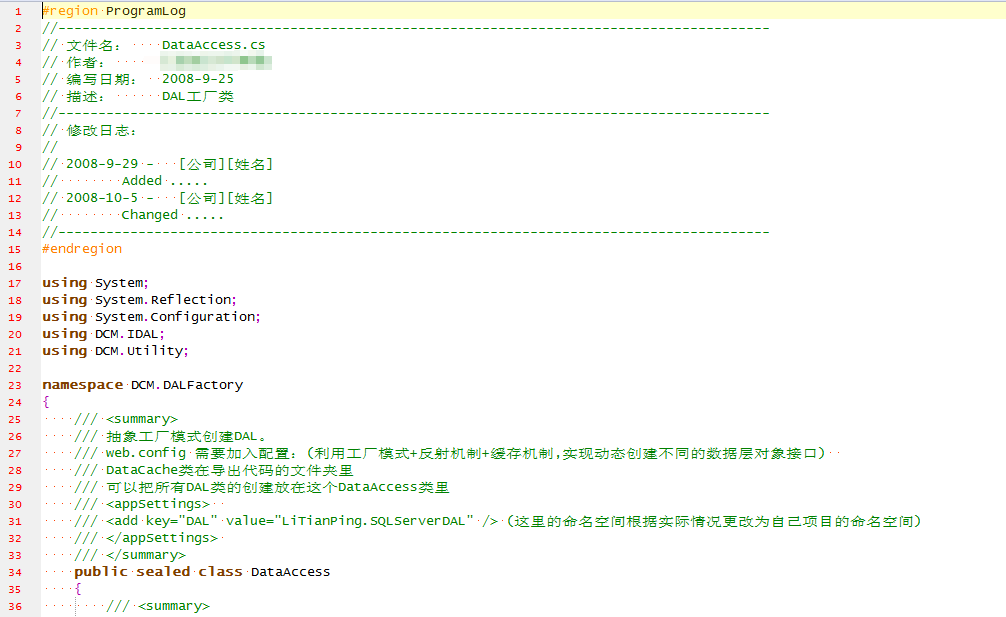 1 #region ProgramLog
2 //-----------------------------------------------------------------------------------------
3 // 文件名:     DataAccess.cs
4 // 作者:
5 // 编写日期:   2008-9-25
6 // 描述:       DAL工厂类
7 //-----------------------------------------------------------------------------------------
8 // 修改日志:
9 //
10 // 2008-9-29 -   [公司][姓名]
11 //        Added .....
12 // 2008-10-5 -   [公司][姓名]
13 //        Changed .....
14 //-----------------------------------------------------------------------------------------
15 #endregion
16
17 using System;
18 using System.Reflection;
19 using System.Configuration;
20 using DCM.IDAL;
21 using DCM.Utility;
22
23 namespace DCM.DALFactory
24 {
25     /// <summary>
26     /// 抽象工厂模式创建DAL。
27     /// web.config 需要加入配置:(利用工厂模式+反射机制+缓存机制,实现动态创建不同的数据层对象接口)
28     /// DataCache类在导出代码的文件夹里
29     /// 可以把所有DAL类的创建放在这个DataAccess类里
30     /// <appSettings>
31     /// <add key="DAL" value="LiTianPing.SQLServerDAL" /> (这里的命名空间根据实际情况更改为自己项目的命名空间)
32     /// </appSettings>
33     /// </summary>
34     public sealed class DataAccess
35     {
36         /// <summary>